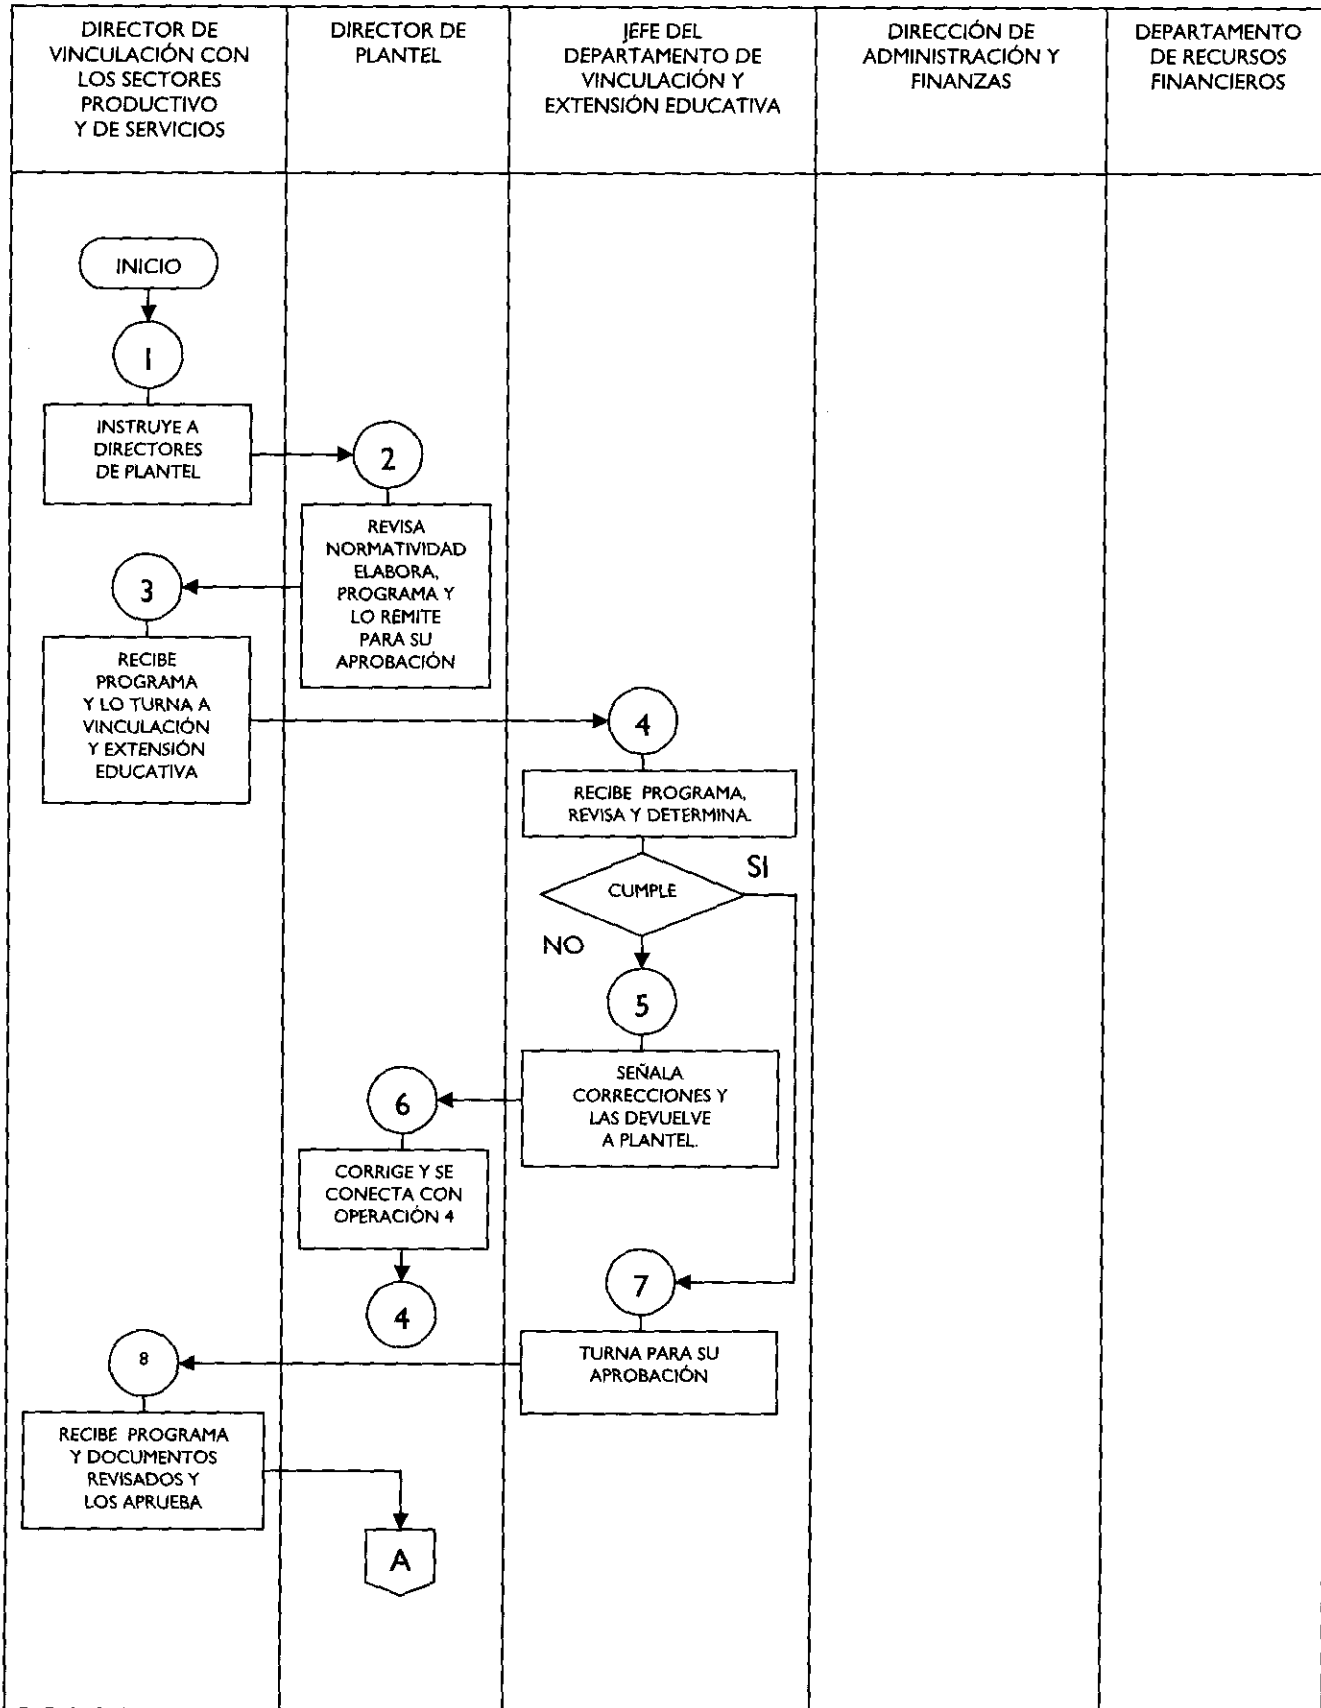 DIRECTOR DE
VINCULACIÓN CON
LOS SECTORES
PRODUCTIVO
Y DE SERVICIOS
DIRECTOR DE
PLANTEL
JEFE DEL
DEPARTAMENTO DE
VINCULACIÓN Y
EXTENSIÓN EDUCATIVA
DIRECCIÓN DE
ADMINISTRACIÓN Y
FINANZAS
DEPARTAMENTO
DE RECURSOS
FINANCIEROS
INICIO
1
INSTRUYE A
DIRECTORES
DE PLANTEL
2
REVISA
NORMATIVIDAD
ELABORA,
PROGRAMA Y
LO REMITE
PARA SU
APROBACIÓN
3
RECIBE
PROGRAMA
Y LO TURNA A
VINCULACIÓN
Y EXTENSIÓN
EDUCATIVA
4
RECIBE PROGRAMA,
REVISA Y DETERMINA.
CUMPLE
SI
NO
5
SEÑALA
CORRECCIONES Y
LAS DEVUELVE
A PLANTEL.
6
CORRIGE Y SE
CONECTA CON
OPERACIÓN 4
4
7
TURNA PARA SU
APROBACIÓN
8
RECIBE PROGRAMA
Y DOCUMENTOS
REVISADOS Y
LOS APRUEBA
A